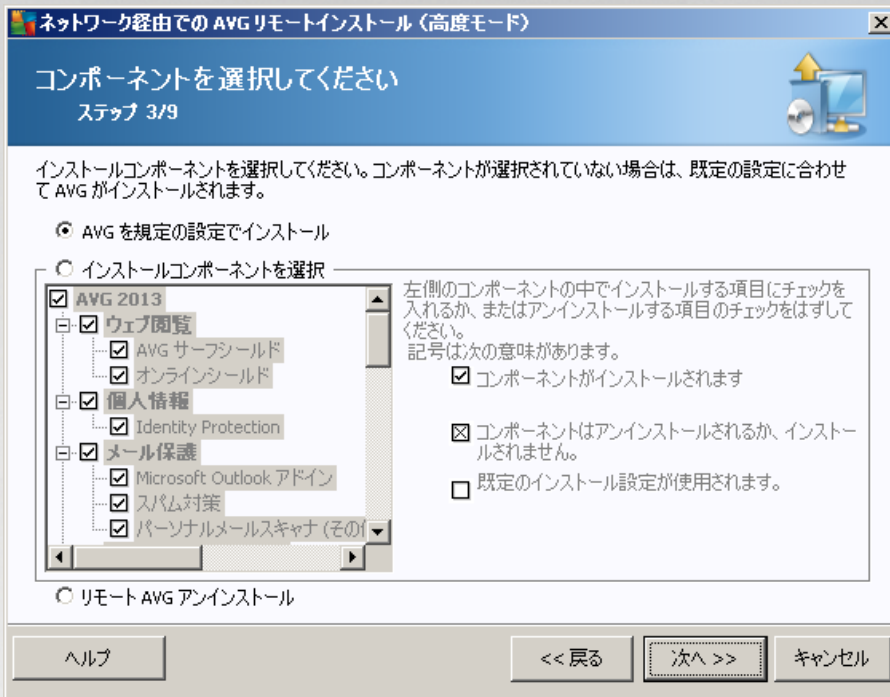 ネットワーク経由での AVG リモートインストール（高度モード）
コンポーネントを選択してください
ステップ 3/9
インストールコンポーネントを選択してください。コンポーネントが選択されていない場合は、既定の設定に合わせ
て AVG がインストールされます。
AVG を規定の設定でインストール
インストールコンポーネントを選択
AVG 2013
ウェブ閲覧
AVG サーフシールド
オンラインシールド
個人情報
Identity Protection
メール保護
Microsoft Outlook アドイン
スパム対策
パーソナルメールスキャナ (その
左側のコンポーネントの中でインストールする項目にチェックを
入れるか、またはアンインストールする項目のチェックをはずして
ください。
記号は次の意味があります。
コンポーネントがインストールされます
コンポーネントはアンインストールされるか、インストー
ルされません。
既定のインストール設定が使用されます。
リモート AVG アンインストール
ヘルプ
<< 戻る
次へ >>
キャンセル